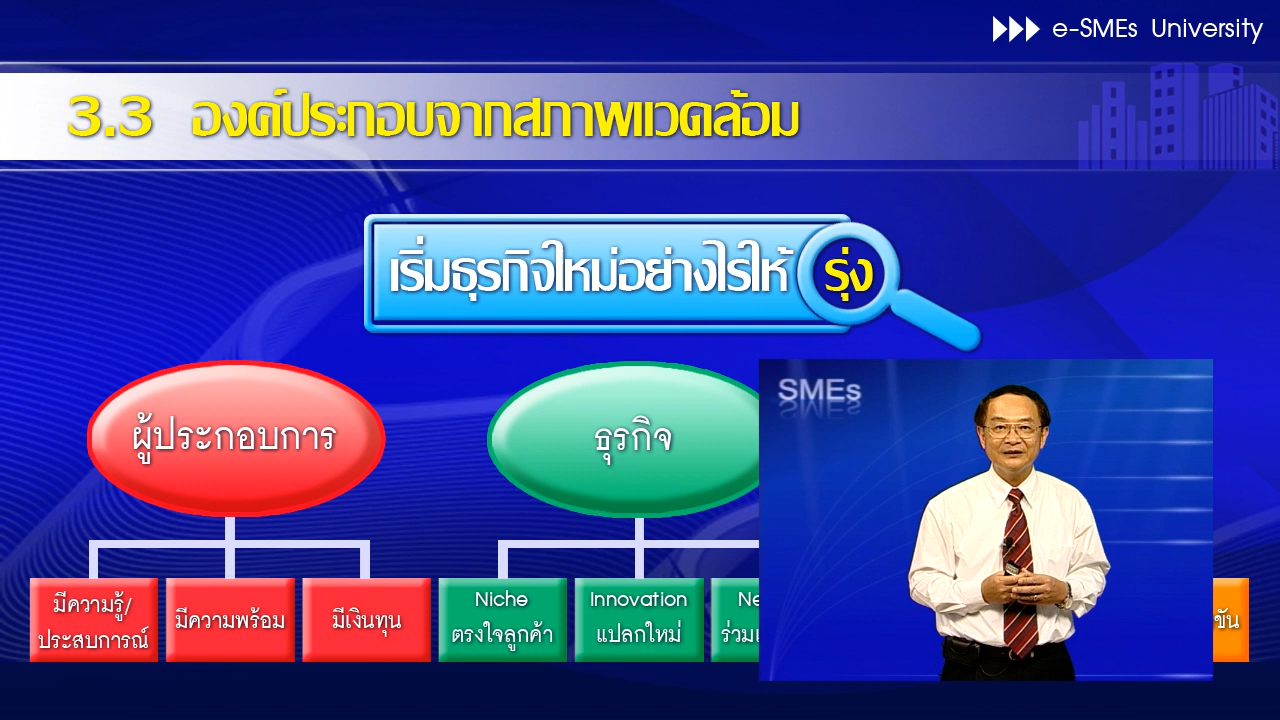 e-SMEs University
3.3 องค์ประกอบจากสภาพแวดล้อม
เริ่มธุรกิจใหม่อย่างไรให้ รุ่ง
SMEs
ผู้ประกอบการ
ธุรกิจ
มีความรู้/
ประสบการณ์
มีความพร้อม
มีเงินทุน
Niche
ตรงใจลูกค้า
Innovation
แปลกใหม่